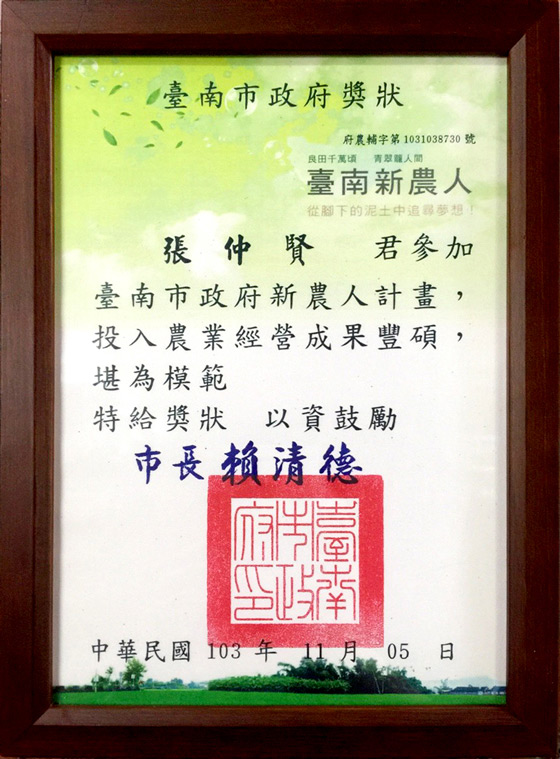 臺南市政府獎狀
府農輔字第1031038730號
良田千萬頃 青翠籠人間
臺南新農人
從腳下的泥土中追尋夢想！
張仲賢 君參加
臺南市政府新農人計畫，
投入農業經營成果豐碩，
堪為模範
特給獎狀 以資鼓勵
市長賴清德
臺南市政府印
中華民國 103 年 11 月 05 日